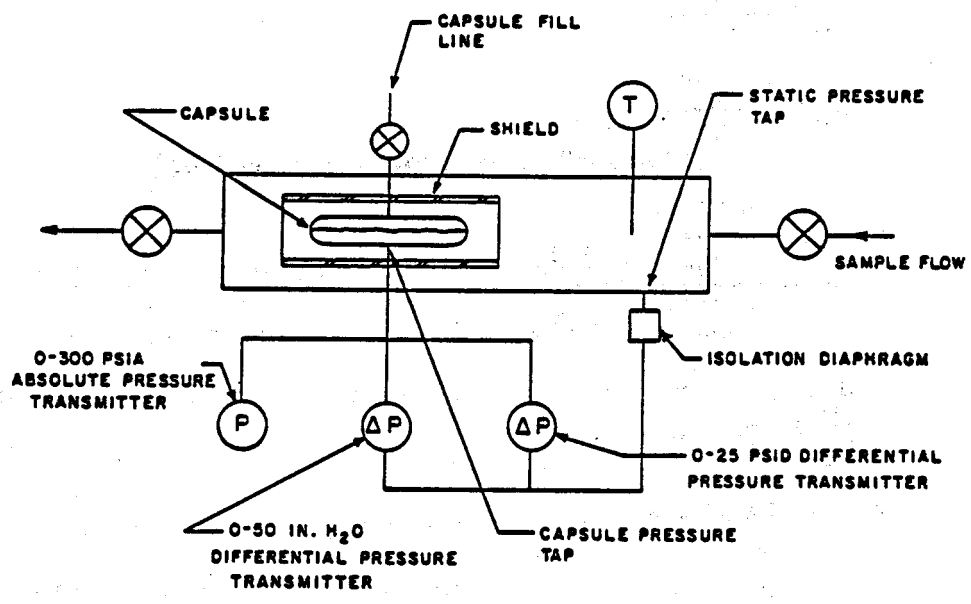 CAPSULE FILL
LINE
CAPSULE
SHIELD
T
STATIC PRESSURE
TAP
SAMPLE FLOW
0-300 PSIA
ABSOLUTE PRESSURE
TRANSMITTER
P
ΔP
ΔP
ISOLATION DIAPHRAGM
0-25 PSID DIFFERENTIAL
PRESSURE TRANSMITTER
0-50 IN. H₂O
DIFFERENTIAL PRESSURE
TRANSMITTER
CAPSULE PRESSURE
TAP